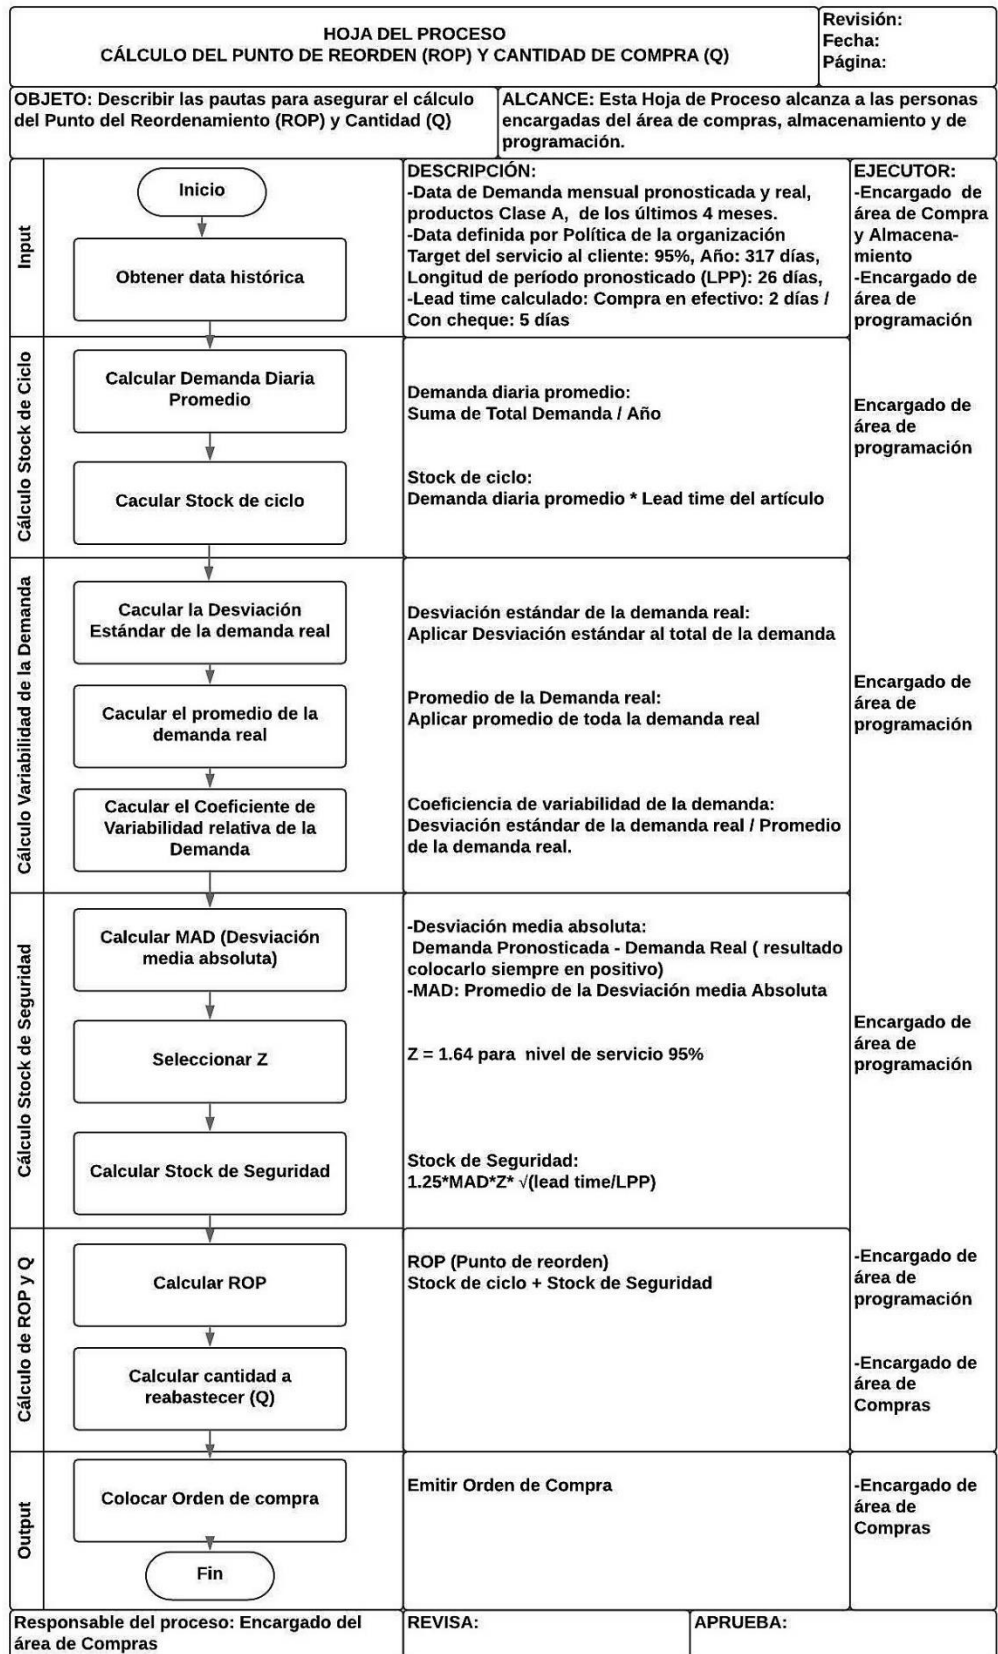 HOJA DEL PROCESO
CÁLCULO DEL PUNTO DE REORDEN (ROP) Y CANTIDAD DE COMPRA (Q)
Revisión:
Fecha:
Página:
OBJETO: Describir las pautas para asegurar el cálculo
del Punto del Reordenamiento (ROP) y Cantidad (Q)
ALCANCE: Esta Hoja de Proceso alcanza a las personas
encargadas del área de compras, almacenamiento y de
programación.
Input
Inicio
Obtener data histórica
DESCRIPCIÓN:
-Data de Demanda mensual pronosticada y real,
productos Clase A, de los últimos 4 meses.
-Data definida por Política de la organización
Target del servicio al cliente: 95%, Año: 317 días,
Longitud de período pronosticado (LPP): 26 días,
-Lead time calculado: Compra en efectivo: 2 días /
Con cheque: 5 días
EJECUTOR:
-Encargado de
área de Compra
y Almacena-
miento
-Encargado de
área de
programación
Cálculo Stock de Ciclo
Calcular Demanda Diaria
Promedio
Cacular Stock de ciclo
Demanda diaria promedio:
Suma de Total Demanda / Año
Stock de ciclo:
Demanda diaria promedio * Lead time del artículo
Encargado de
área de
programación
Cálculo Variabilidad de la Demanda
Cacular la Desviación
Estándar de la demanda real
Cacular el promedio de la
demanda real
Cacular el Coeficiente de
Variabilidad relativa de la
Demanda
Desviación estándar de la demanda real:
Aplicar Desviación estándar al total de la demanda
Promedio de la Demanda real:
Aplicar promedio de toda la demanda real
Coeficiencia de variabilidad de la demanda:
Desviación estándar de la demanda real / Promedio
de la demanda real.
Encargado de
área de
programación
Cálculo Stock de Seguridad
Calcular MAD (Desviación
media absoluta)
Seleccionar Z
Calcular Stock de Seguridad
-Desviación media absoluta:
Demanda Pronosticada - Demanda Real ( resultado
colocarlo siempre en positivo)
-MAD: Promedio de la Desviación media Absoluta
Z = 1.64 para nivel de servicio 95%
Stock de Seguridad:
1.25*MAD*Z* √(lead time/LPP)
Encargado de
área de
programación
Cálculo de ROP y Q
Calcular ROP
Calcular cantidad a
reabastecer (Q)
ROP (Punto de reorden)
Stock de ciclo + Stock de Seguridad
-Encargado de
área de
programación
-Encargado de
área de
Compras
Output
Colocar Orden de compra
Fin
Emitir Orden de Compra
-Encargado de
área de
Compras
Responsable del proceso: Encargado del
área de Compras
REVISA:
APRUEBA: